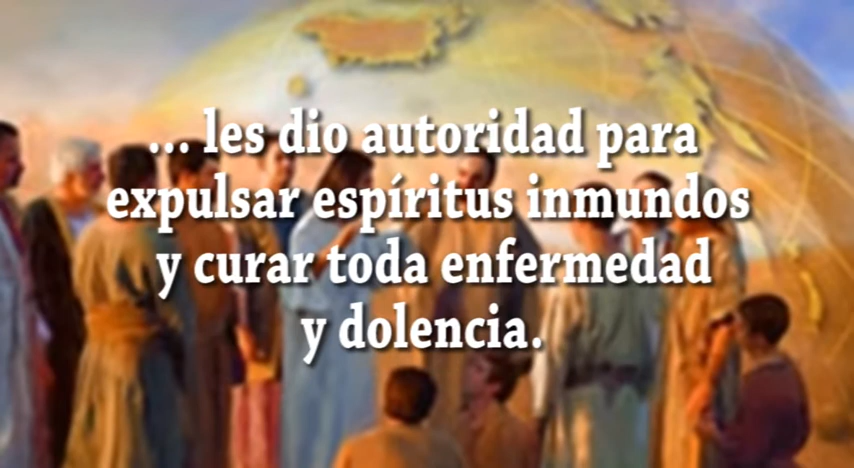 ... les dio autoridad para
expulsar espíritus inmundos
y curar toda enfermedad
y dolencia.